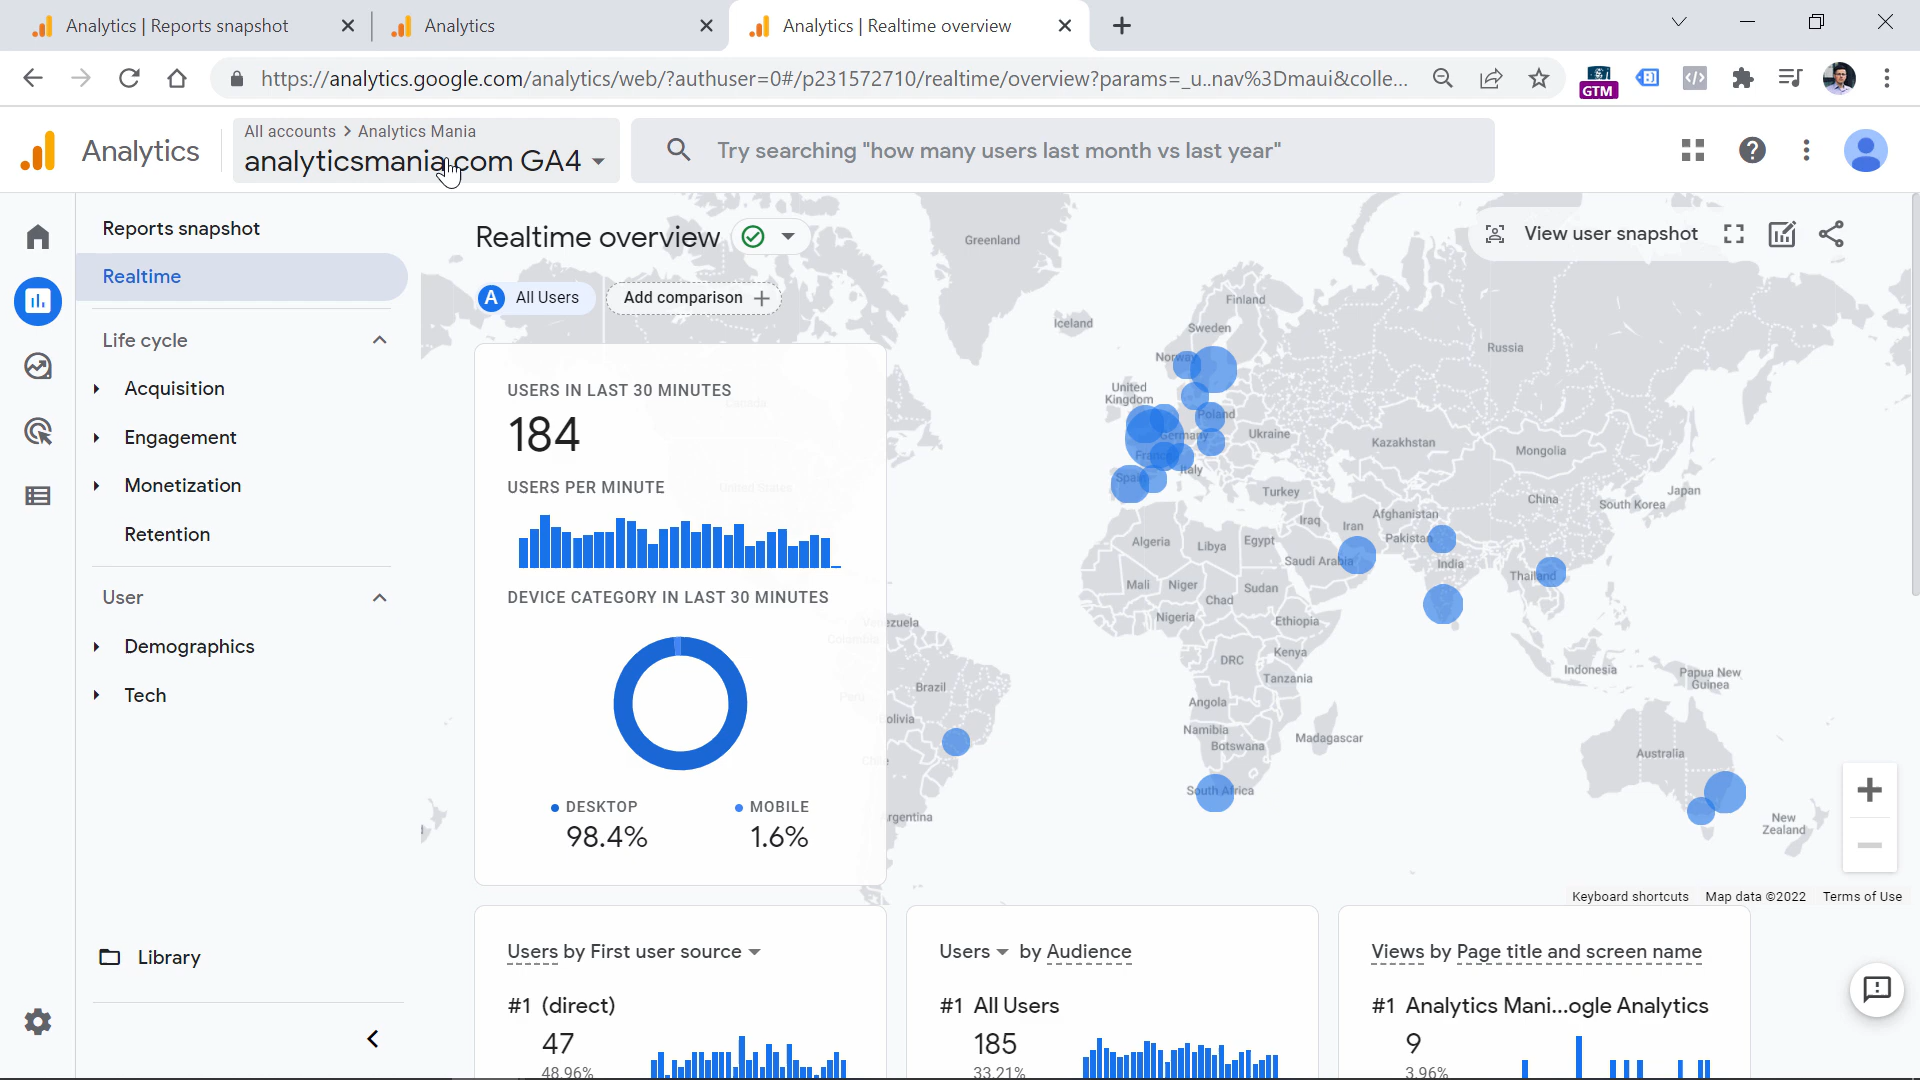 Analytics | Reports snapshot
Analytics
Analytics | Realtime overview
https://analytics.google.com/analytics/web/?authuser=0#/p231572710/realtime/overview?params=_u..nav%3Dmaui&colle...
GTM
Analytics
All accounts > Analytics Mania
analyticsmania.com GA4
Try searching "how many users last month vs last year"
Reports snapshot
Realtime
Life cycle
Acquisition
Engagement
Monetization
Retention
User
Demographics
Tech
Library
Realtime overview
View user snapshot
A All Users
Add comparison +
USERS IN LAST 30 MINUTES
184
USERS PER MINUTE
DEVICE CATEGORY IN LAST 30 MINUTES
DESKTOP
98.4%
MOBILE
1.6%
Greenland
Iceland
Finland
Sweden
Norway
Russia
United
Kingdom
Poland
Germany
Ukraine
France
Spain
Italy
Kazakhstan
Mongolia
Canada
United States
Turkey
China
South Korea
Japan
Iraq
Iran
Afghanistan
Pakistan
Algeria
Libya
Egypt
Saudi Arabia
India
Thailand
Mali
Niger
Chad
Sudan
Nigeria
Ethiopia
Venezuela
Colombia
DRC
Kenya
Tanzania
Indonesia
Papua New
Guinea
Brazil
Peru
olivia
Angola
Namibia
Botswana
Madagascar
Chile
Australia
South Africa
rgentina
New
Zealand
Keyboard shortcuts
Map data ©2022
Terms of Use
Users by First user source
#1 (direct)
47
48.96%
Users by Audience
#1 All Users
185
33.21%
Views by Page title and screen name
#1 Analytics Mani...ogle Analytics
9
3.96%